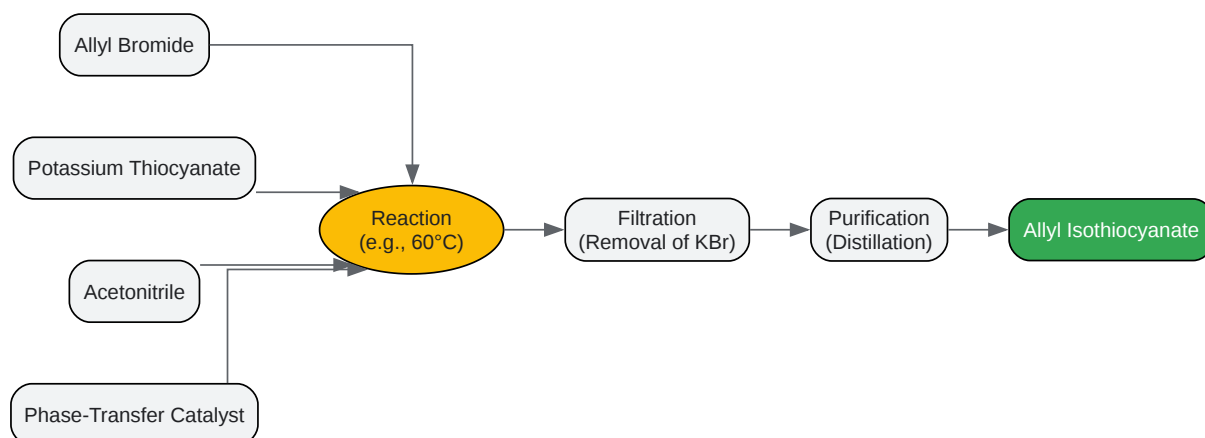 Allyl Bromide
Potassium Thiocyanate
Acetonitrile
Phase-Transfer Catalyst
Reaction
(e.g., 60°C)
Filtration
(Removal of KBr)
Purification
(Distillation)
Allyl Isothiocyanate